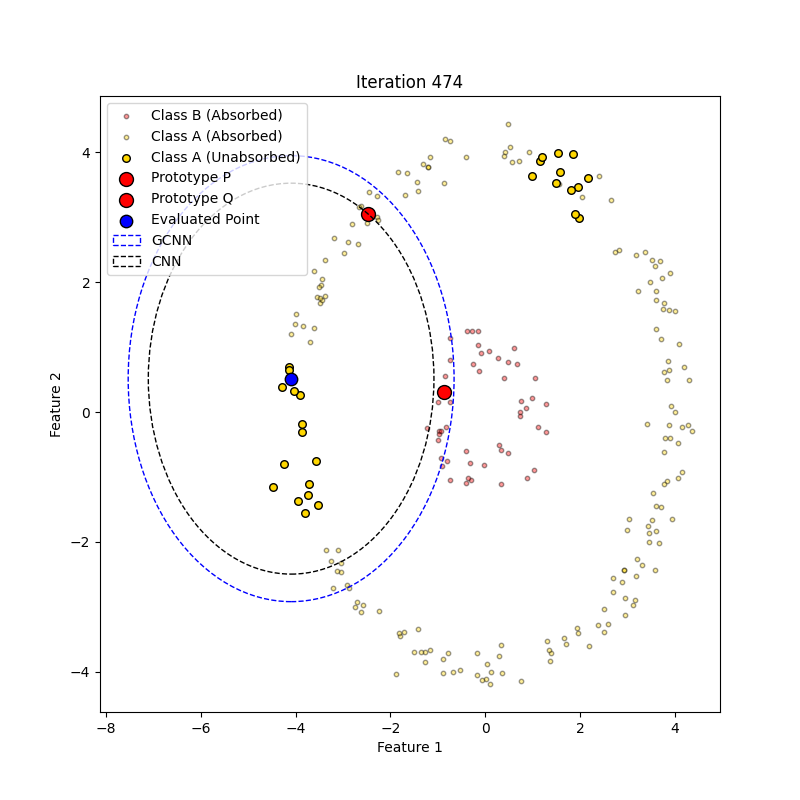 Iteration 474
Class B (Absorbed)
Class A (Absorbed)
Class A (Unabsorbed)
Prototype P
Prototype Q
Evaluated Point
GCNN
CNN
4
2
0
−2
−4
Feature 2
−8
−6
−4
−2
0
2
4
Feature 1